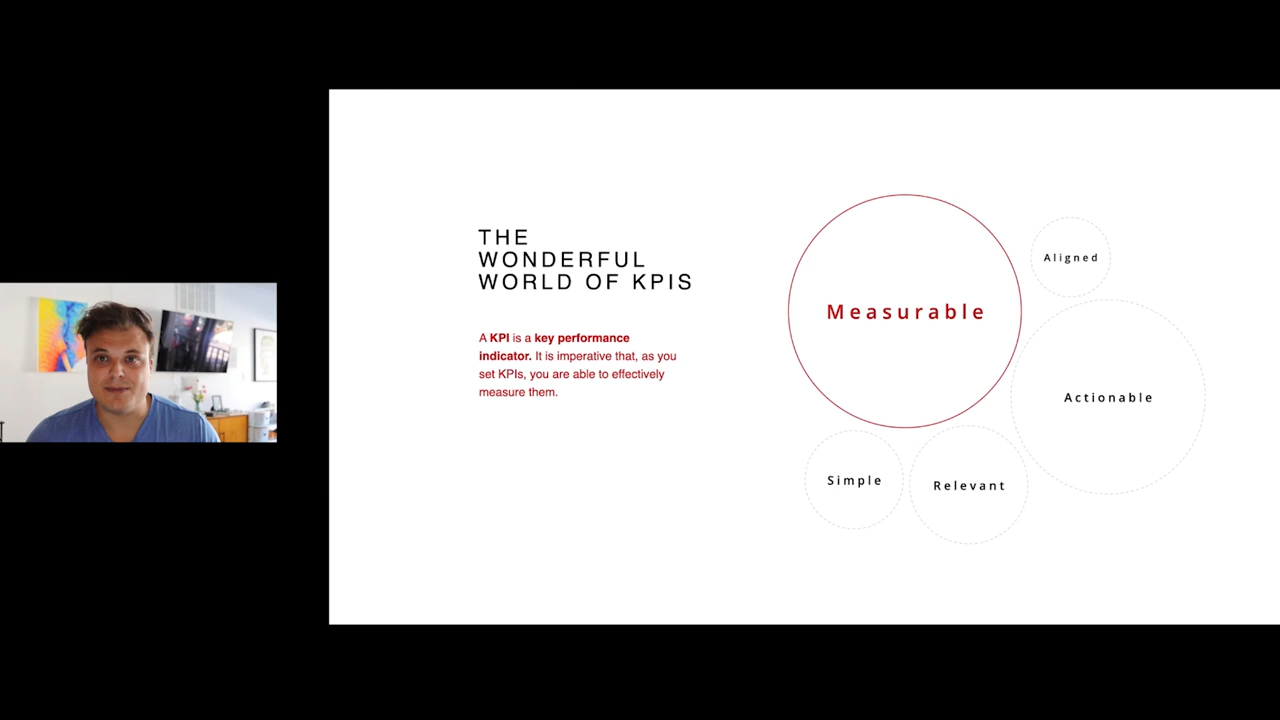 THE
WONDERFUL
WORLD OF KPIS
A KPI is a key performance
indicator. It is imperative that, as you
set KPIs, you are able to effectively
measure them.
Measurable
Aligned
Actionable
Simple
Relevant